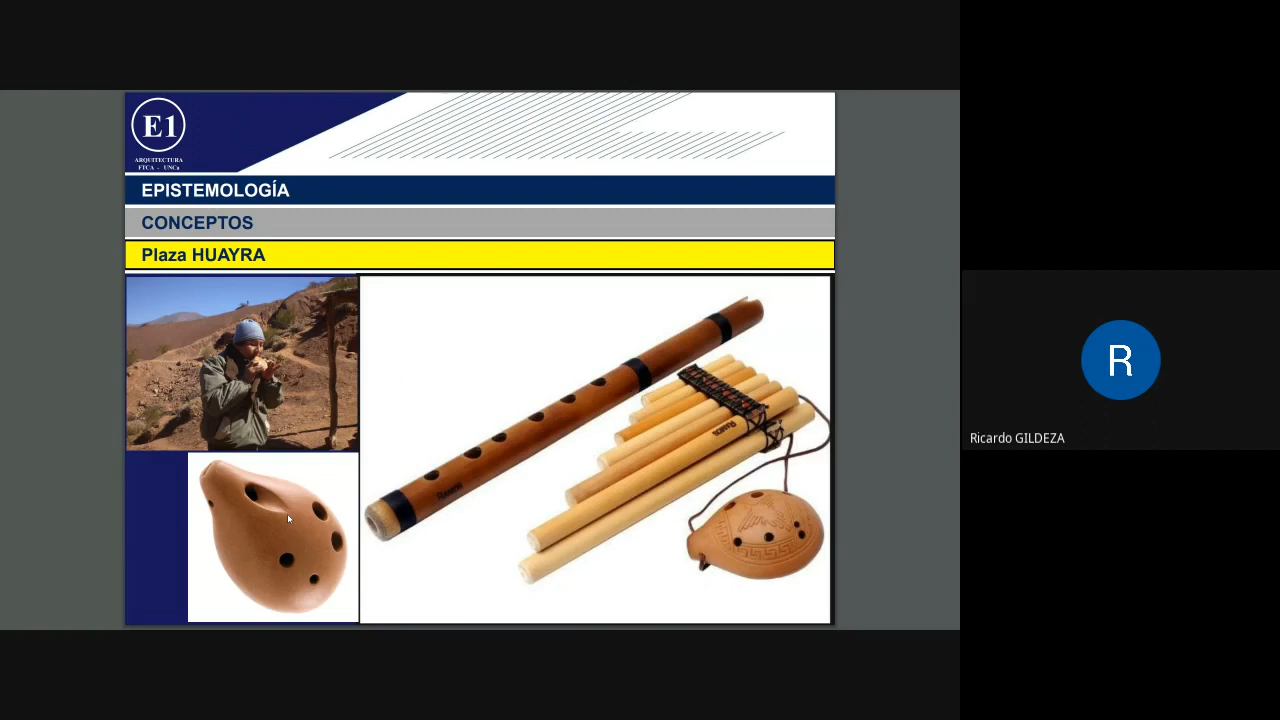 E1
ARQUITECTURA
FTCA - UNCa
EPISTEMOLOGÍA
CONCEPTOS
Plaza HUAYRA
R
Ricardo GILDEZA